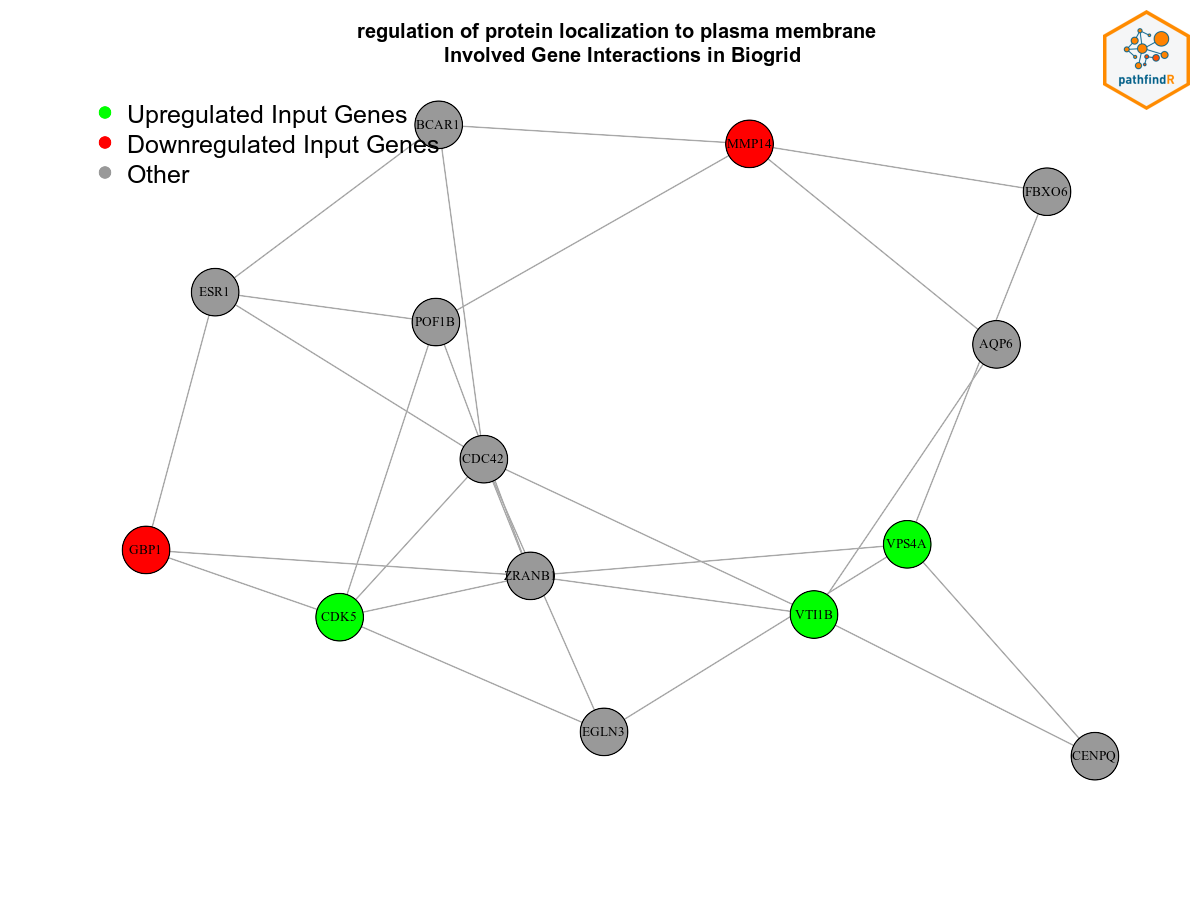 regulation of protein localization to plasma membrane
Involved Gene Interactions in Biogrid
pathfindR
Upregulated Input Genes
Downregulated Input Genes
Other
BCAR1
MMP14
FBXO6
ESR1
POF1B
AQP6
CDC42
GBP1
VPS4A
ZRANB1
CDK5
VTI1B
EGLN3
CENPQ